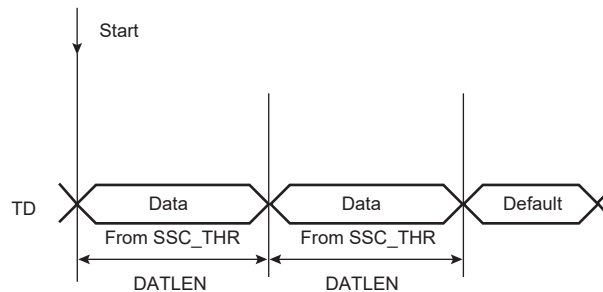 Start
TD
Data
Data
Default
From SSC_THR
From SSC_THR
DATLEN
DATLEN